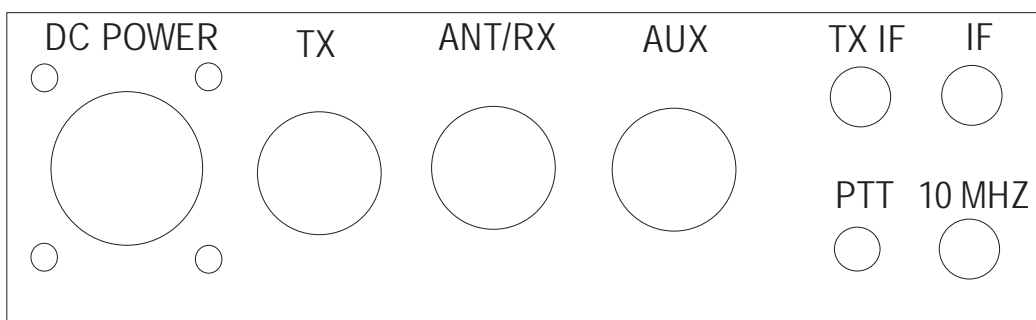 DC POWER
TX
ANT/RX
AUX
TX IF
IF
PTT
10 MHZ